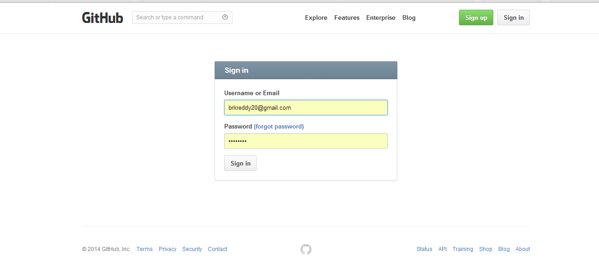 GitHub Search or type a command Explore Features Enterprise Blog Sign up Sign in
Sign in
Username or Email
brkreddy20@gmail.com
Password (forgot password)
••••••••
Sign in
© 2014 GitHub, Inc. Terms Privacy Security Contact Status API Training Shop Blog About